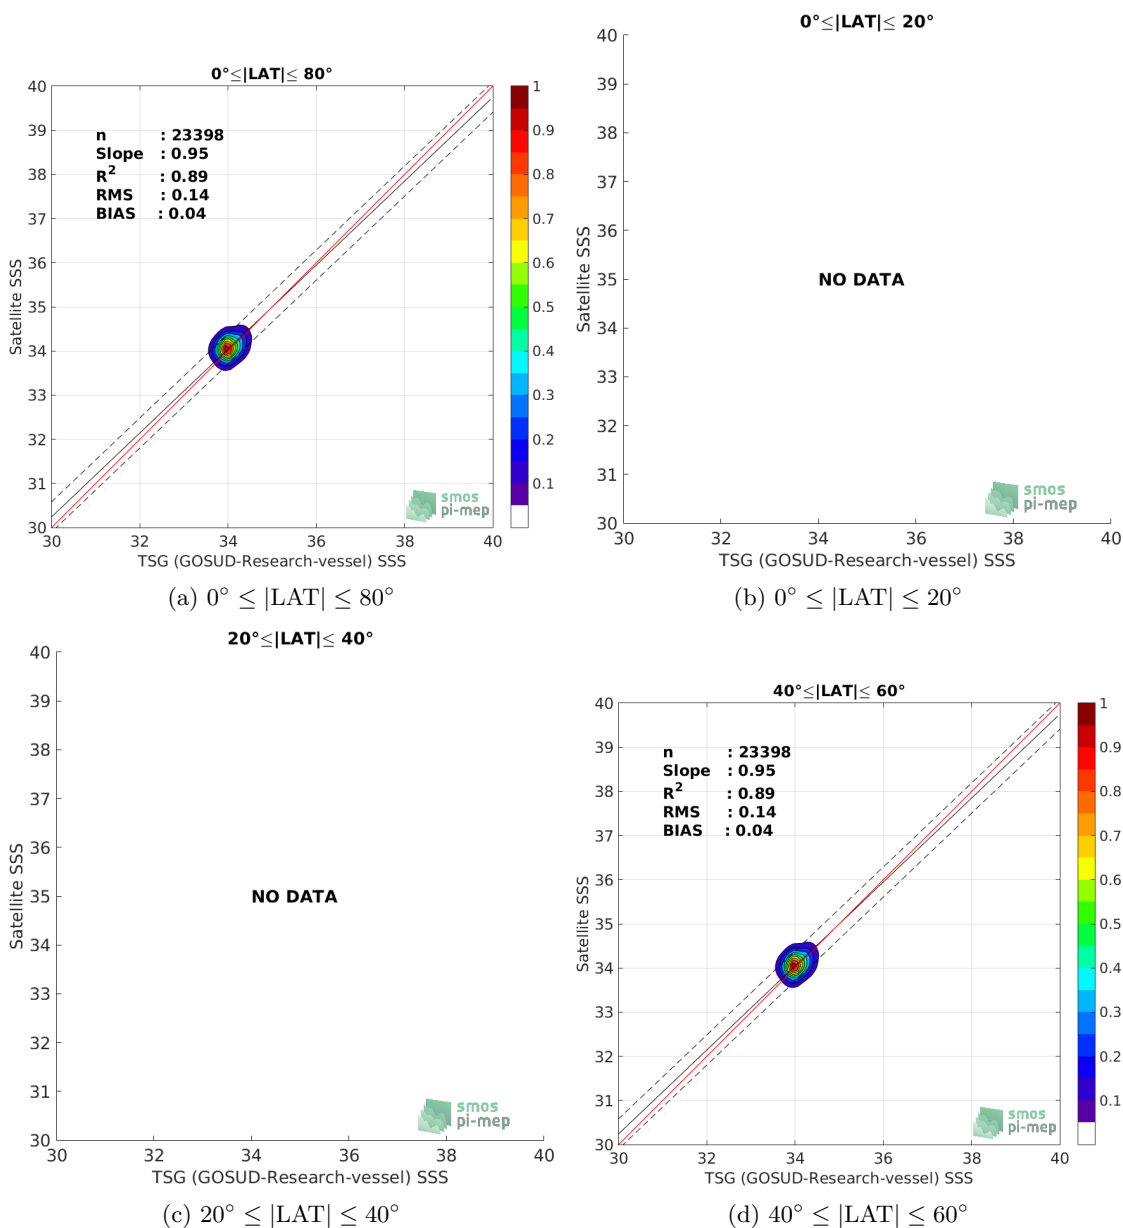 0°≤|LAT|≤ 80°
40
39
38
37
36
35
34
33
32
31
30
Satellite SSS
n : 23398
Slope : 0.95
R2 : 0.89
RMS : 0.14
BIAS : 0.04
smos
pi-mep
30 32 34 36 38 40
TSG (GOSUD-Research-vessel) SSS
1
0.9
0.8
0.7
0.6
0.5
0.4
0.3
0.2
0.1
(a) 0° ≤ |LAT| ≤ 80°
0°≤|LAT|≤ 20°
40
39
38
37
36
35
34
33
32
31
30
Satellite SSS
NO DATA
smos
pi-mep
30 32 34 36 38 40
TSG (GOSUD-Research-vessel) SSS
(b) 0° ≤ |LAT| ≤ 20°
20°≤|LAT|≤ 40°
40
39
38
37
36
35
34
33
32
31
30
Satellite SSS
NO DATA
smos
pi-mep
30 32 34 36 38 40
TSG (GOSUD-Research-vessel) SSS
(c) 20° ≤ |LAT| ≤ 40°
40°≤|LAT|≤ 60°
40
39
38
37
36
35
34
33
32
31
30
Satellite SSS
n : 23398
Slope : 0.95
R2 : 0.89
RMS : 0.14
BIAS : 0.04
smos
pi-mep
30 32 34 36 38 40
TSG (GOSUD-Research-vessel) SSS
1
0.9
0.8
0.7
0.6
0.5
0.4
0.3
0.2
0.1
(d) 40° ≤ |LAT| ≤ 60°